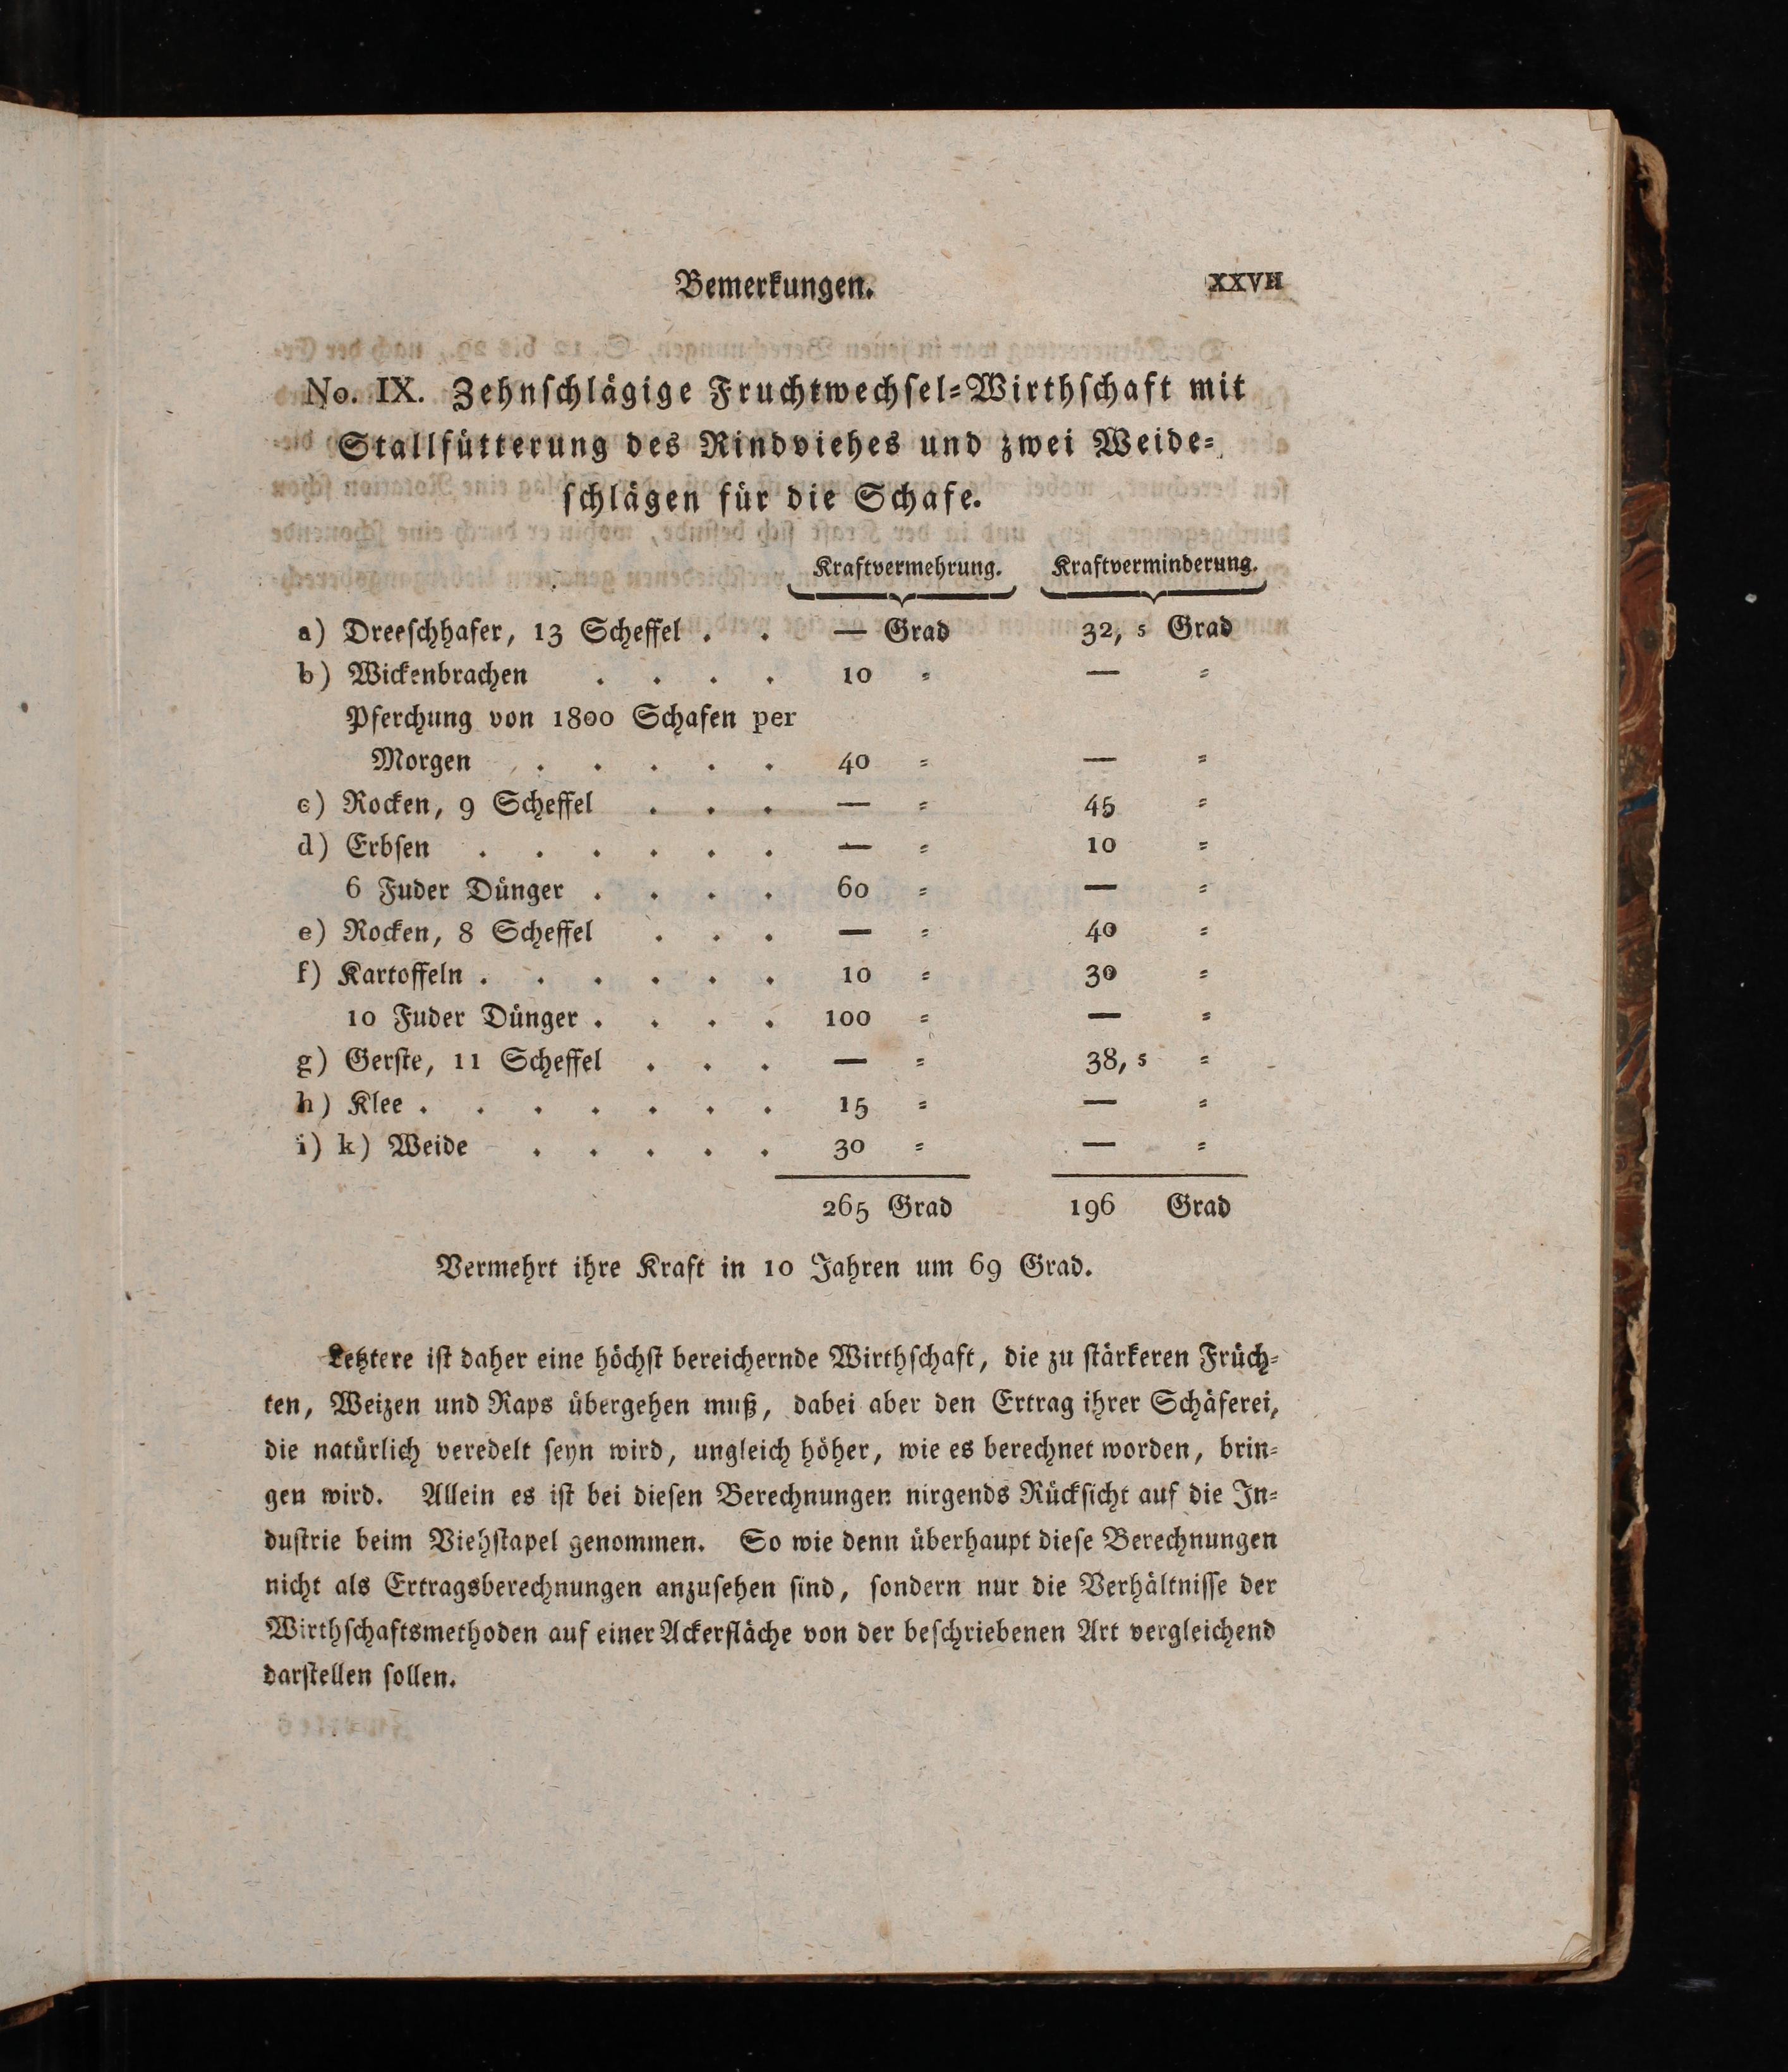 Bemerkungen. XXVII
No. IX. Zehnſchlägige Fruchtwechſel-Wirthſchaft mit
Stallfütterung des Rindviehes und zwei Weide-
ſchlägen für die Schafe.
Kraftvermehrung. Kraftverminderung.
a) Dreeſchhafer, 13 Scheffel . . — Grad 32, 5 Grad
b) Wickenbrachen . . . . 10 = — =
Pferchung von 1800 Schafen per
Morgen . . . . . 40 = — =
c) Rocken, 9 Scheffel . . . — = 45 =
d) Erbſen . . . . . . — = 10 =
6 Fuder Dünger . . . . 60 = — =
e) Rocken, 8 Scheffel . . . — = 40 =
f) Kartoffeln . . . . . . 10 = 30 =
10 Fuder Dünger . . . . 100 = — =
g) Gerſte, 11 Scheffel . . . — = 38, 5 =
h) Klee . . . . . . . 15 = — =
i) k) Weide . . . . . 30 = — =
265 Grad 196 Grad
Vermehrt ihre Kraft in 10 Jahren um 69 Grad.
Letztere iſt daher eine höchſt bereichernde Wirthſchaft, die zu ſtärkeren Früch-
ten, Weizen und Raps übergehen muß, dabei aber den Ertrag ihrer Schäferei,
die natürlich veredelt ſeyn wird, ungleich höher, wie es berechnet worden, brin-
gen wird. Allein es iſt bei dieſen Berechnungen nirgends Rückſicht auf die In-
duſtrie beim Viehſtapel genommen. So wie denn überhaupt dieſe Berechnungen
nicht als Ertragsberechnungen anzuſehen ſind, ſondern nur die Verhältniſſe der
Wirthſchaftsmethoden auf einer Ackerfläche von der beſchriebenen Art vergleichend
darſtellen ſollen.